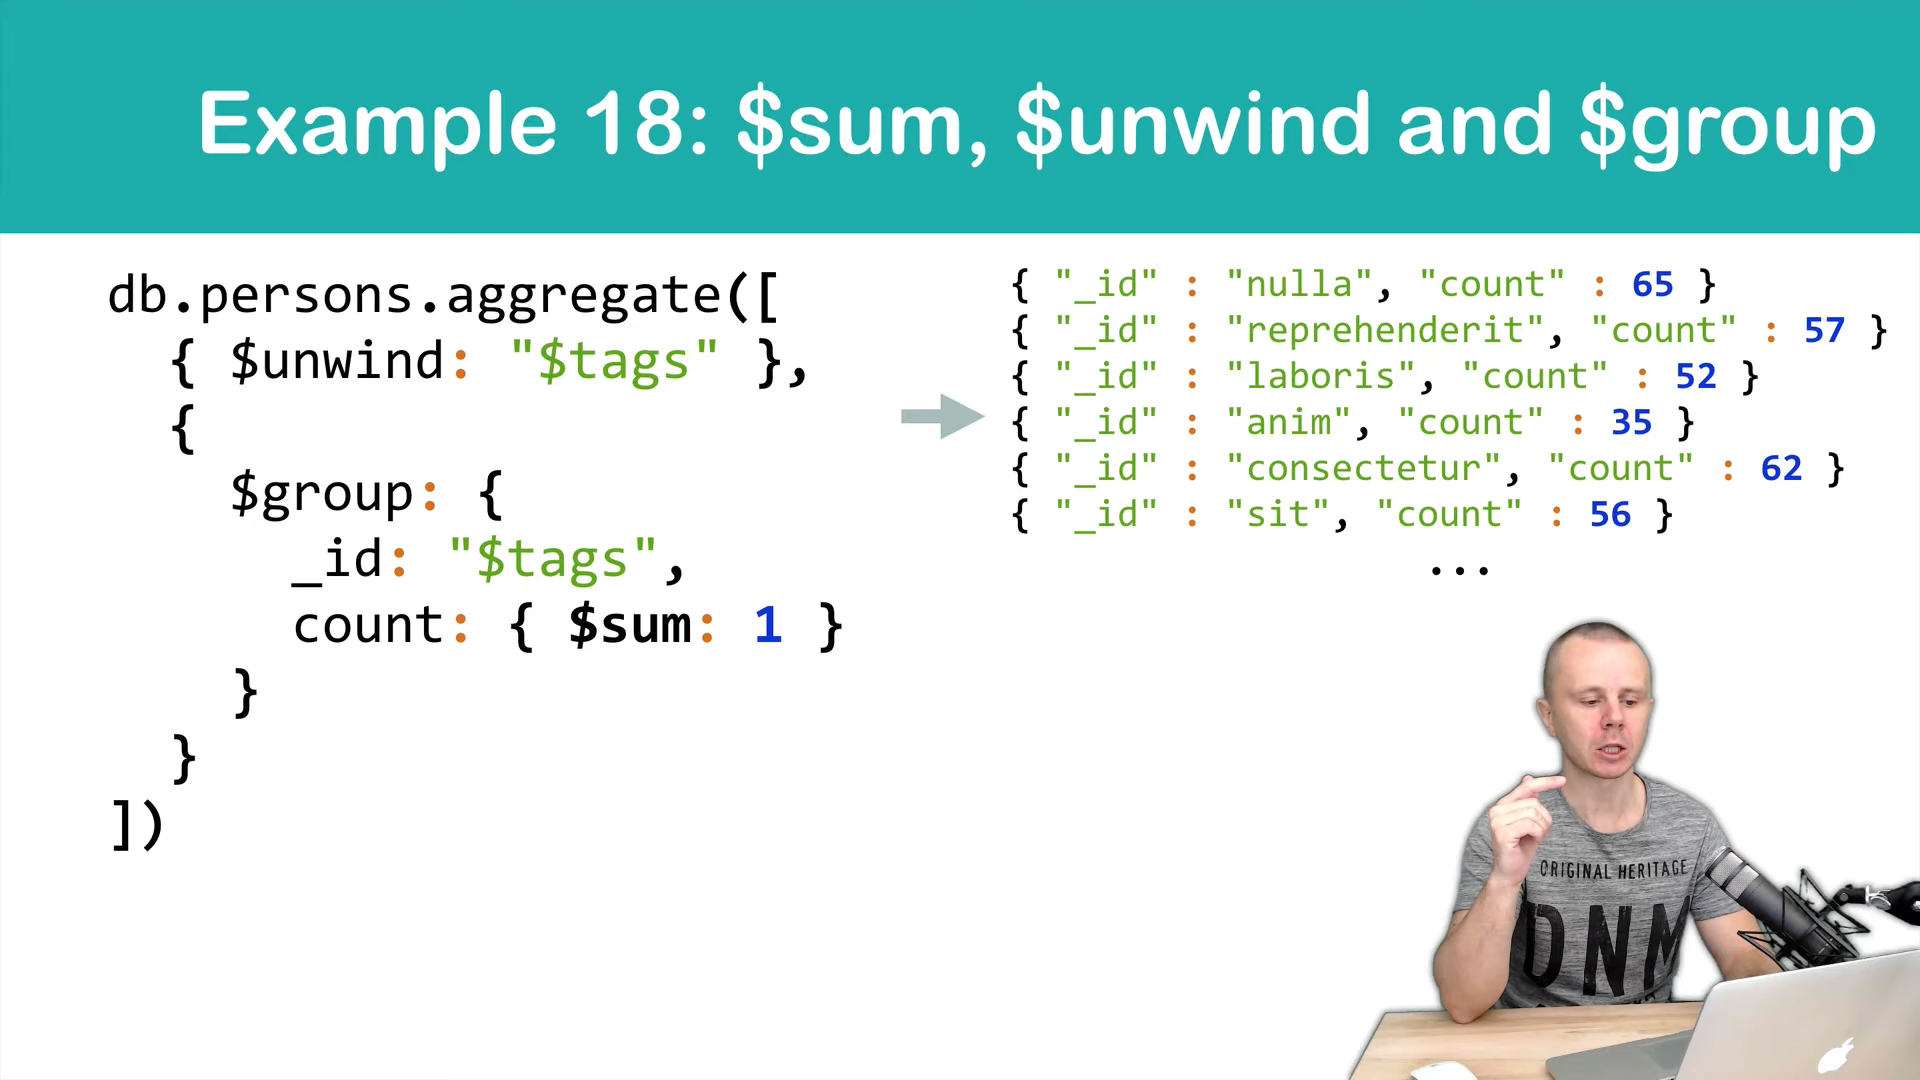 Example 18: $sum, $unwind and $group
db.persons.aggregate([
{ $unwind: "$tags" },
{
$group: {
_id: "$tags",
count: { $sum: 1 }
}
}
])
{ "_id" : "nulla", "count" : 65 }
{ "_id" : "reprehenderit", "count" : 57 }
{ "_id" : "laboris", "count" : 52 }
{ "_id" : "anim", "count" : 35 }
{ "_id" : "consectetur", "count" : 62 }
{ "_id" : "sit", "count" : 56 }
...
ORIGINAL HERITAGE
DNM